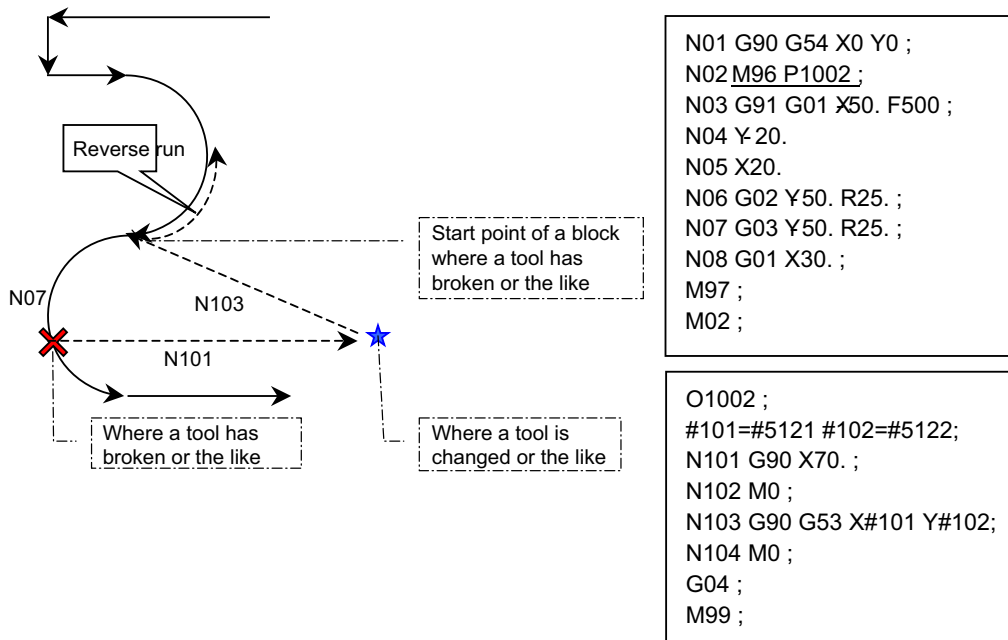 Reverse run
N07
N103
N101
Start point of a block
where a tool has
broken or the like
Where a tool has
broken or the like
Where a tool is
changed or the like
N01 G90 G54 X0 Y0 ;
N02 M96 P1002 ;
N03 G91 G01 X-50. F500 ;
N04 Y-20.
N05 X20.
N06 G02 Y-50. R25. ;
N07 G03 Y-50. R25. ;
N08 G01 X30. ;
M97 ;
M02 ;
O1002 ;
#101=#5121 #102=#5122;
N101 G90 X70. ;
N102 M0 ;
N103 G90 G53 X#101 Y#102;
N104 M0 ;
G04 ;
M99 ;